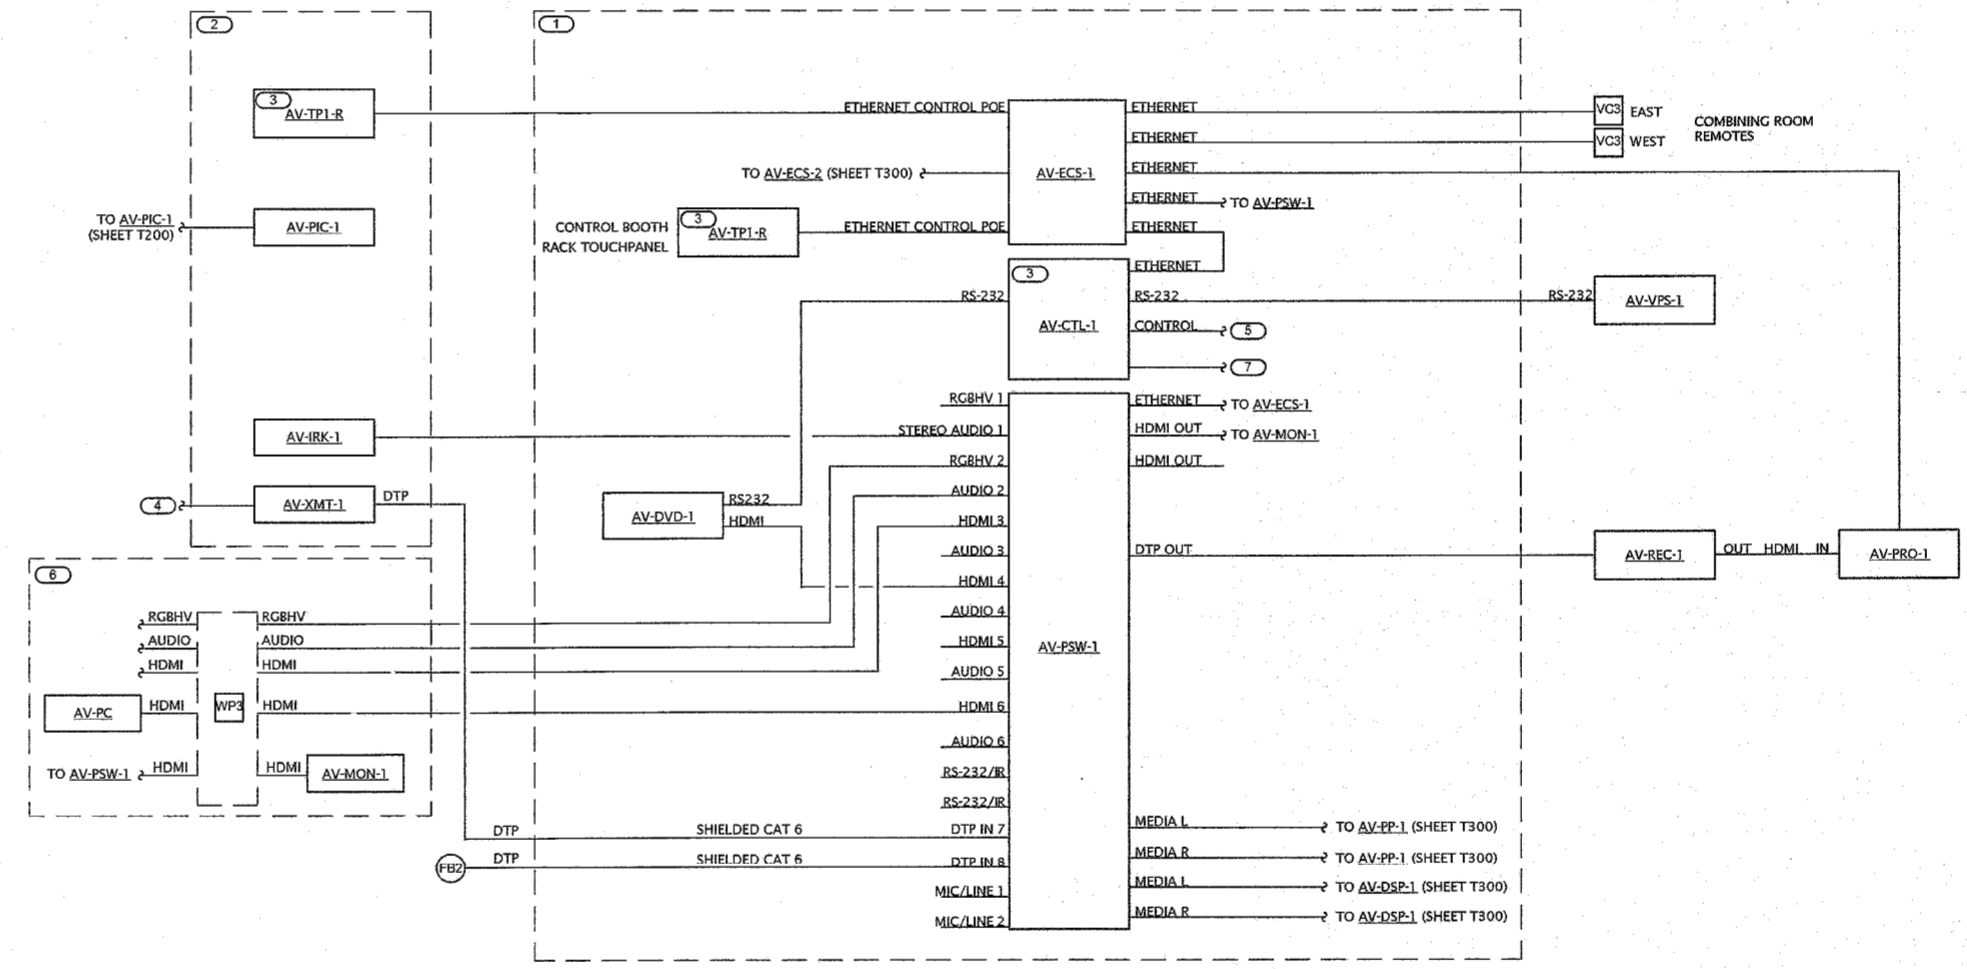 2
1
3
AV-TP1-R
ETHERNET CONTROL POE
ETHERNET
VC3
EAST
COMBINING ROOM
REMOTES
ETHERNET
VC3
WEST
TO AV-ECS-2 (SHEET T300)
AV-ECS-1
ETHERNET
ETHERNET
TO AV-PSW-1
TO AV-PIC-1
(SHEET T200)
AV-PIC-1
CONTROL BOOTH
RACK TOUCHPANEL
3
AV-TP1-R
ETHERNET CONTROL POE
ETHERNET
3
ETHERNET
RS-232
AV-CTL-1
RS-232
RS-232
AV-VPS-1
CONTROL
5
7
RGBHV 1
ETHERNET
TO AV-ECS-1
AV-IRK-1
STEREO AUDIO 1
HDMI OUT
TO AV-MON-1
RGBHV 2
HDMI OUT
4
AV-XMT-1
DTP
AV-DVD-1
RS232
HDMI
AUDIO 2
HDMI 3
AUDIO 3
DTP OUT
AV-REC-1
OUT HDMI IN
AV-PRO-1
HDMI 4
AUDIO 4
HDMI 5
AUDIO 5
AV-PSW-1
6
RGBHV
RGBHV
AUDIO
AUDIO
HDMI
HDMI
AV-PC
HDMI
WP3
HDMI
HDMI 6
AUDIO 6
TO AV-PSW-1
HDMI
HDMI
AV-MON-1
RS-232/IR
RS-232/IR
DTP
SHIELDED CAT 6
DTP IN 7
MEDIA L
TO AV-PP-1 (SHEET T300)
FB2
DTP
SHIELDED CAT 6
DTP IN 8
MEDIA R
TO AV-PP-1 (SHEET T300)
MIC/LINE 1
MEDIA L
TO AV-DSP-1 (SHEET T300)
MIC/LINE 2
MEDIA R
TO AV-DSP-1 (SHEET T300)